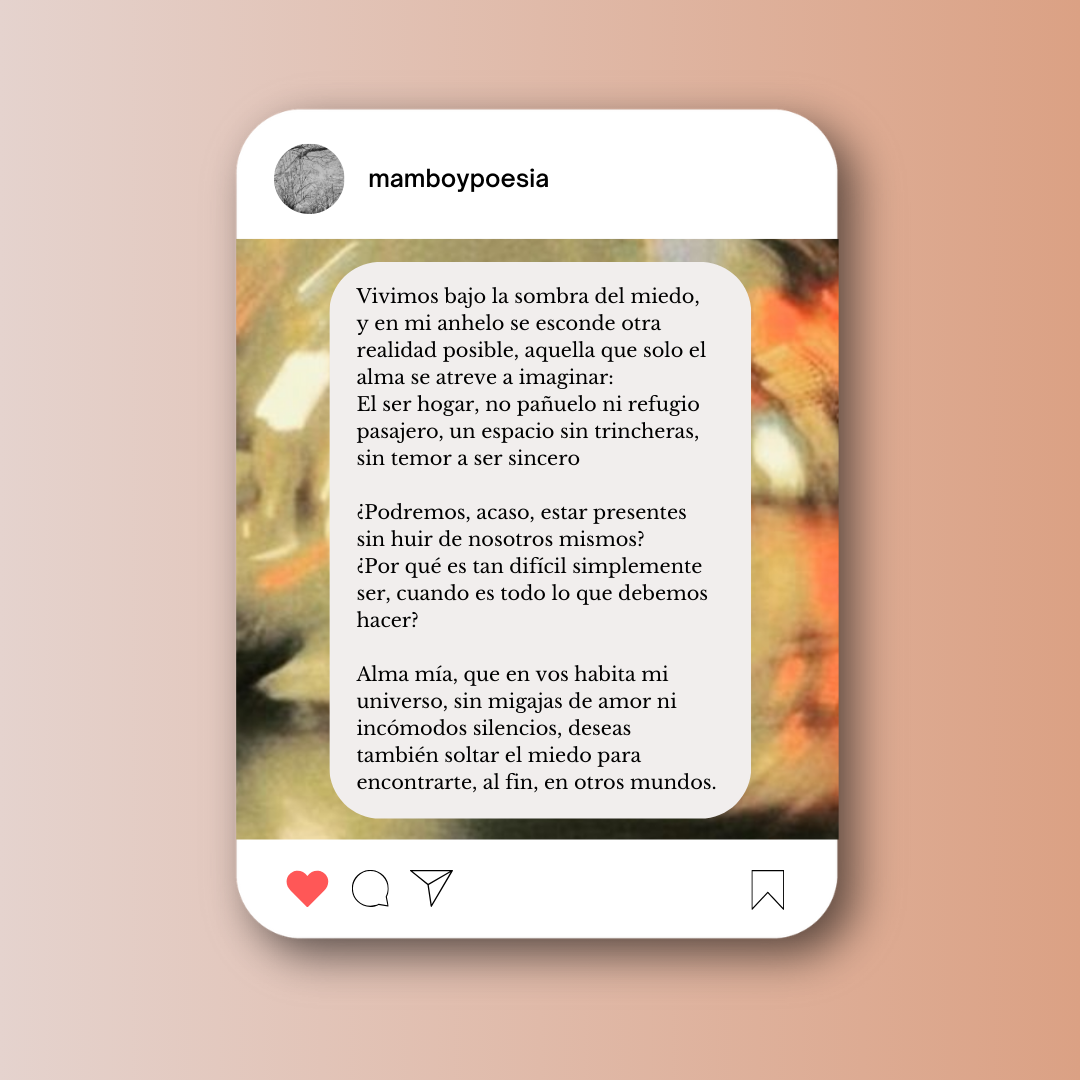 mamboypoesia
Vivimos bajo la sombra del miedo,
y en mi anhelo se esconde otra
realidad posible, aquella que solo el
alma se atreve a imaginar:
El ser hogar, no pañuelo ni refugio
pasajero, un espacio sin trincheras,
sin temor a ser sincero
¿Podremos, acaso, estar presentes
sin huir de nosotros mismos?
¿Por qué es tan difícil simplemente
ser, cuando es todo lo que debemos
hacer?
Alma mía, que en vos habita mi
universo, sin migajas de amor ni
incómodos silencios, deseas
también soltar el miedo para
encontrarte, al fin, en otros mundos.